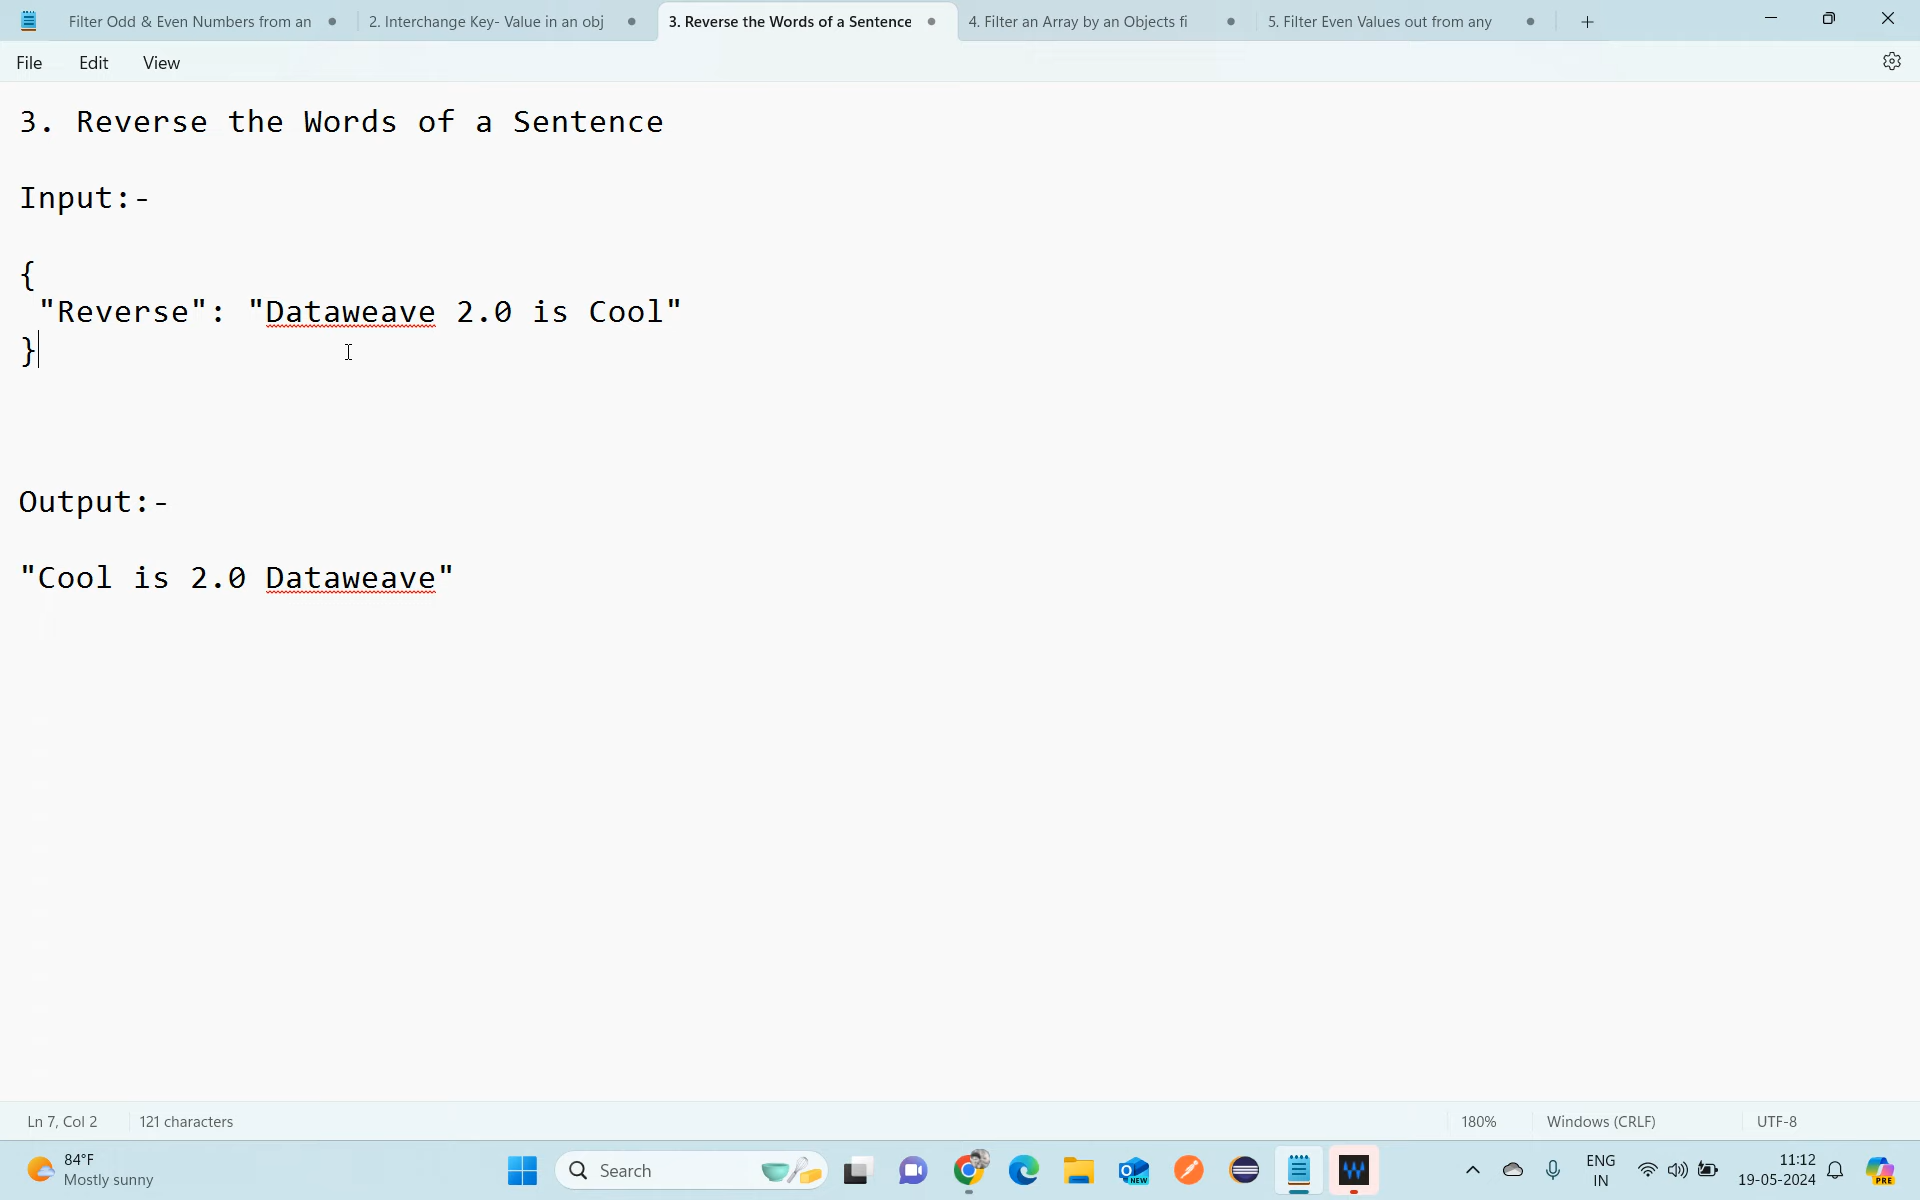 Filter Odd & Even Numbers from an
2. Interchange Key- Value in an obj
3. Reverse the Words of a Sentence
4. Filter an Array by an Objects fi
5. Filter Even Values out from any
File Edit View
3. Reverse the Words of a Sentence
Input:-
{
"Reverse": "Dataweave 2.0 is Cool"
}
Output:-
"Cool is 2.0 Dataweave"
Ln 7, Col 2 121 characters 180% Windows (CRLF) UTF-8
84°F
Mostly sunny
Search
NEW
ENG
IN
11:12
19-05-2024
PRE